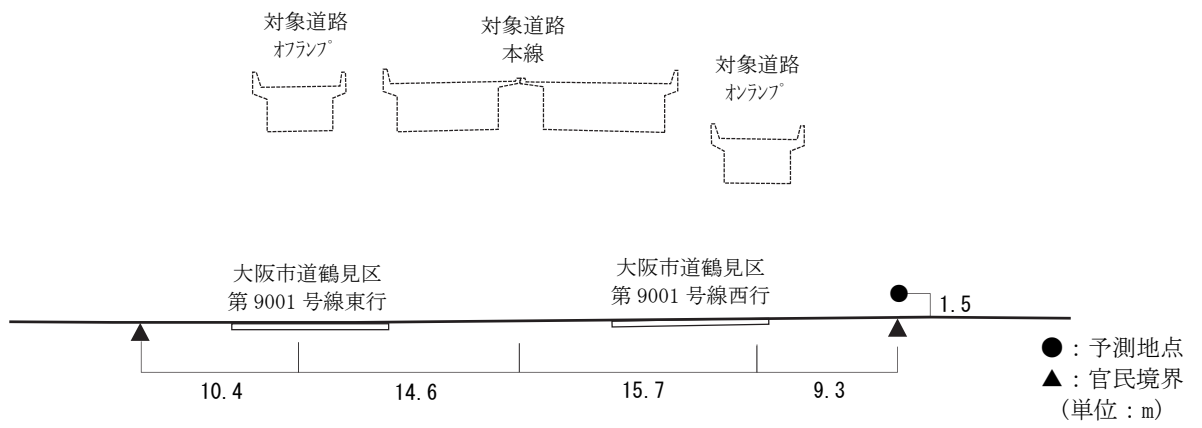 対象道路
ｵﾌﾗﾝﾌﾟ
対象道路
本線
対象道路
ｵﾝﾗﾝﾌﾟ
大阪市道鶴見区
第 9001 号線東行
大阪市道鶴見区
第 9001 号線西行
1.5
10.4
14.6
15.7
9.3
●：予測地点
▲：官民境界
(単位：m)